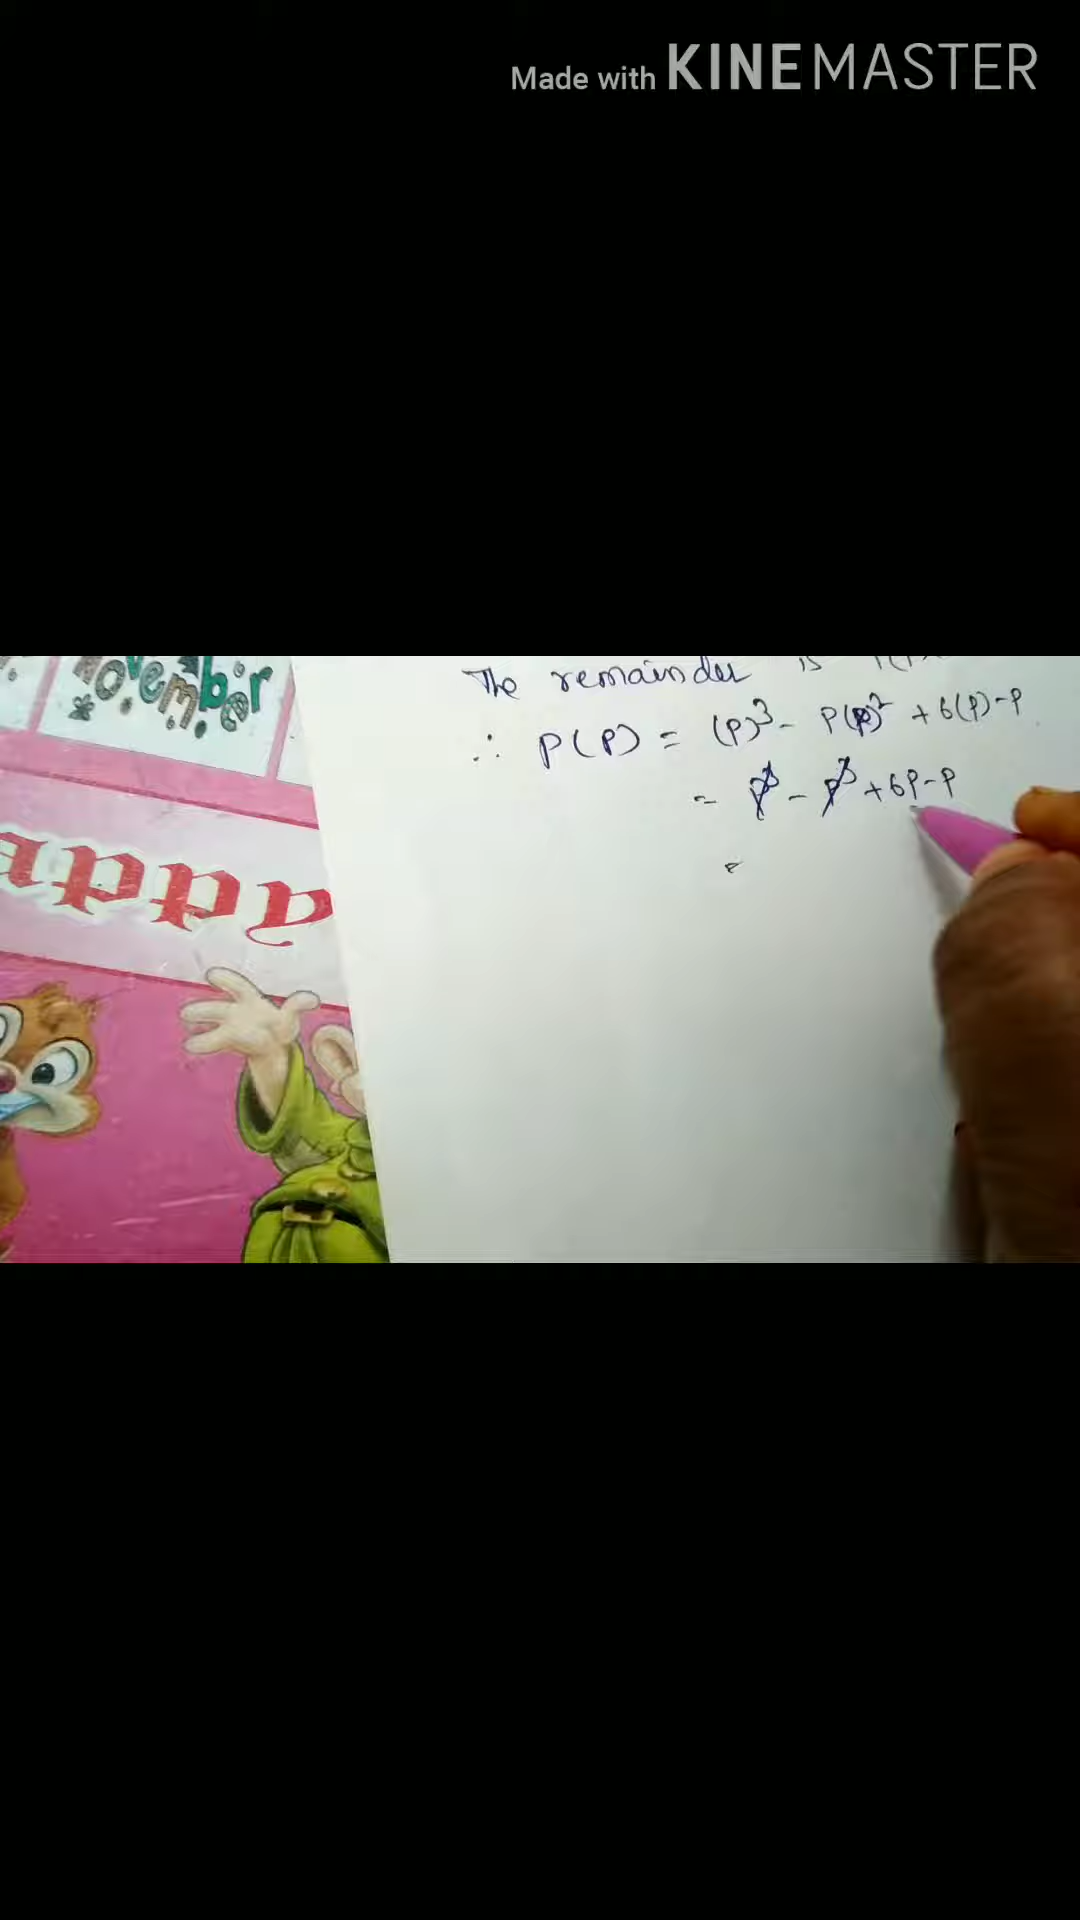 Made with KINEMASTER
november
The remainder is
∴ P(P) = (P)³ - P(P)² + 6(P) - P
= P³ - P³ + 6P - P
=